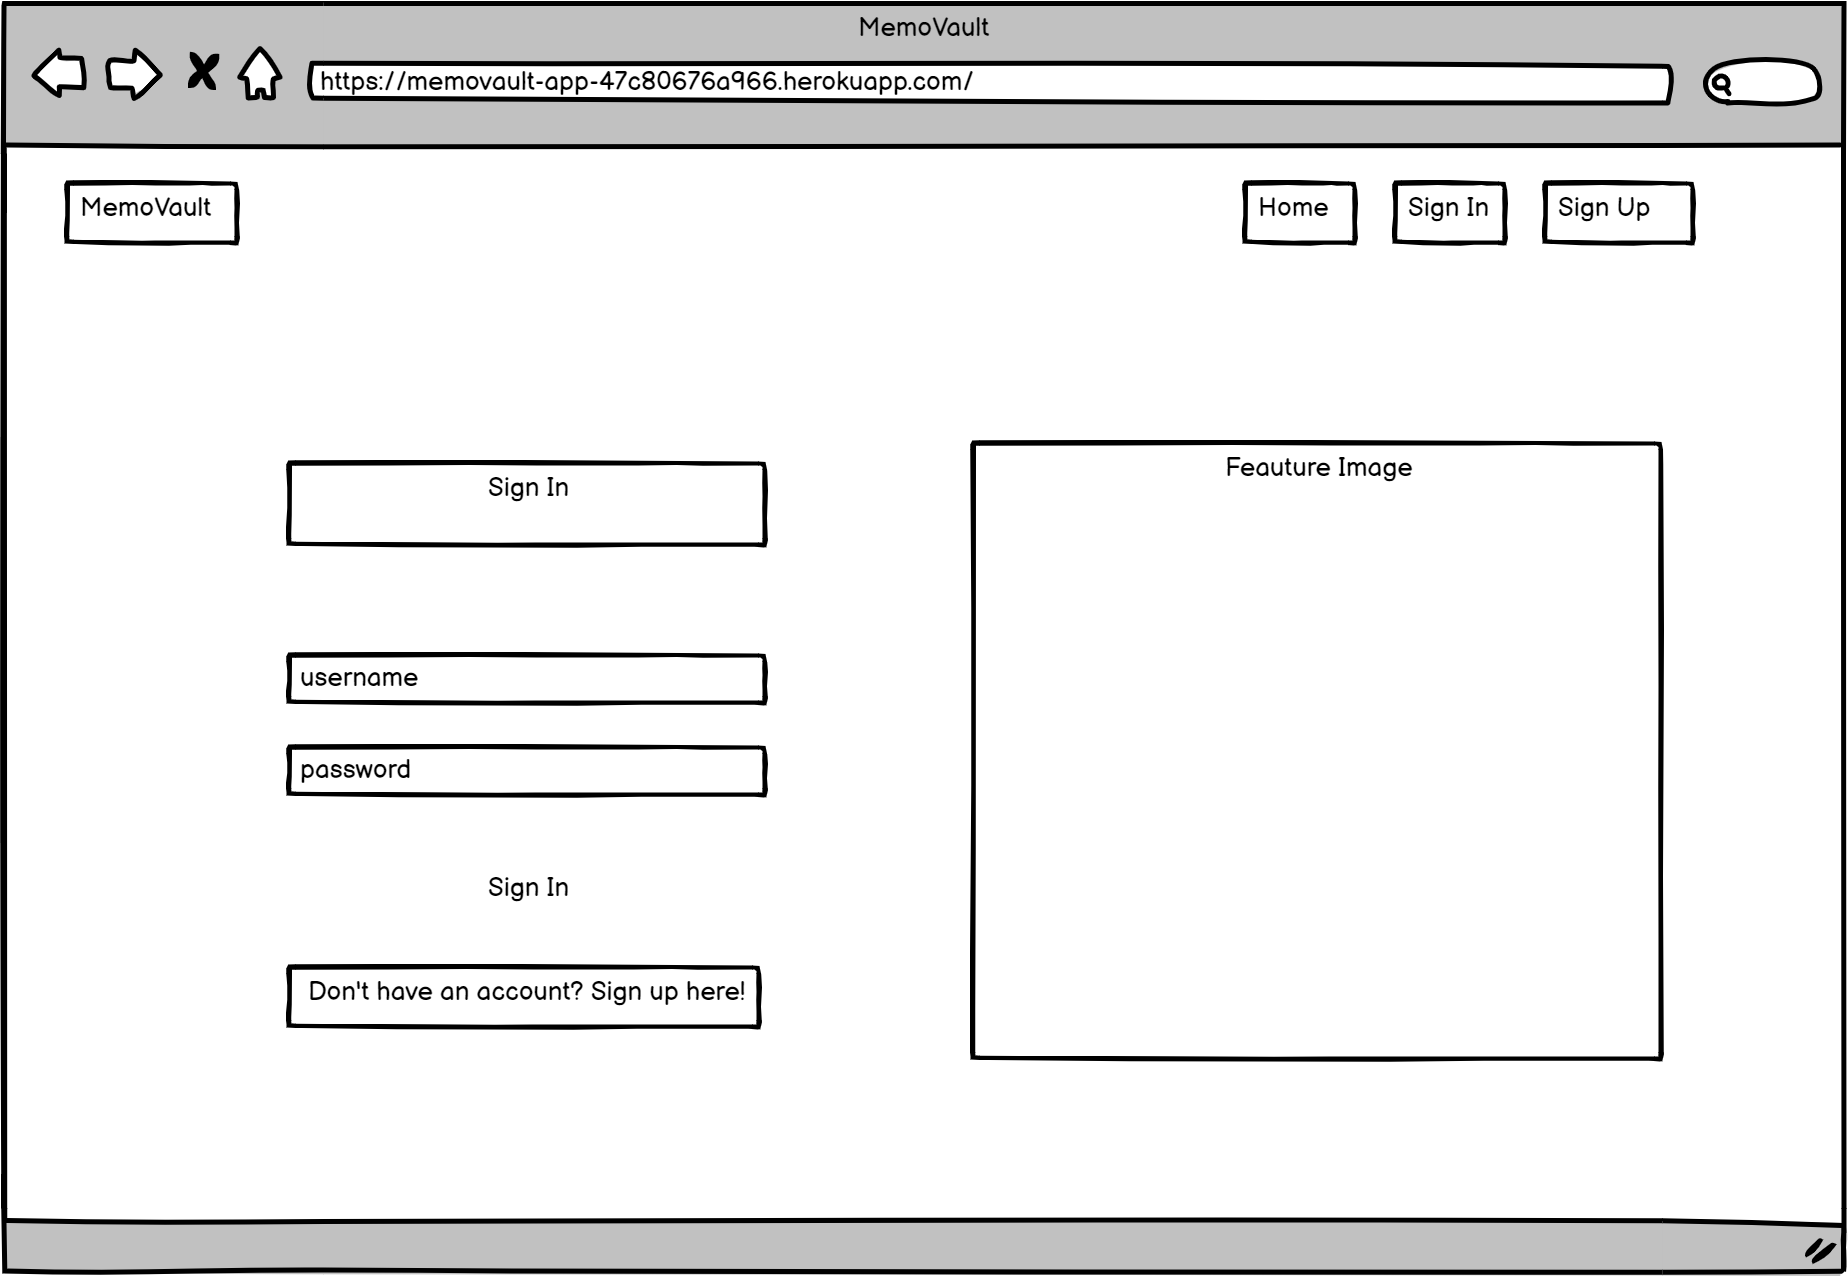 MemoVault
https://memovault-app-47c80676a966.herokuapp.com/
MemoVault
Home
Sign In
Sign Up
Sign In
Feauture Image
username
password
Sign In
Don't have an account? Sign up here!